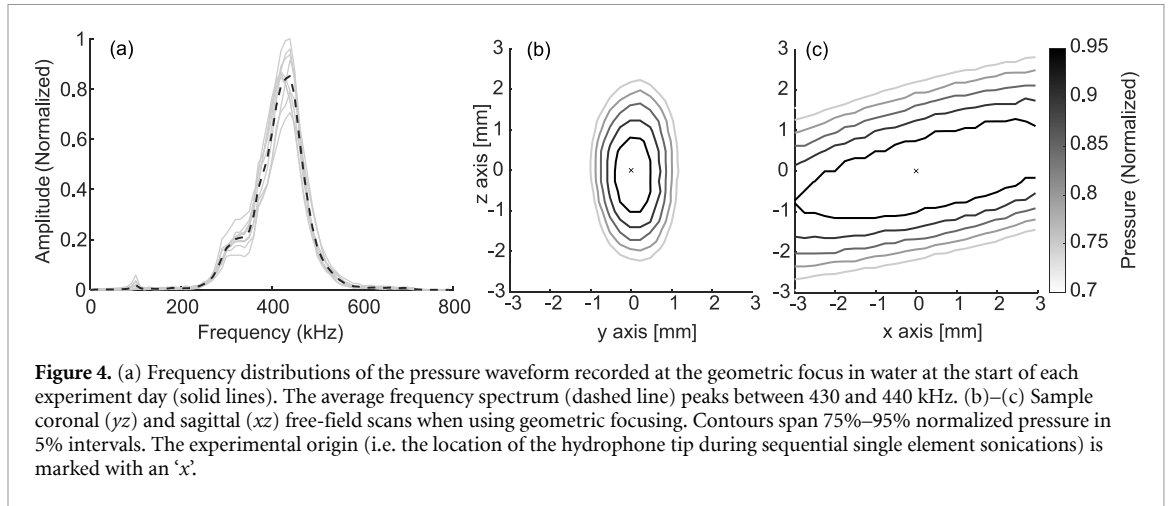 (a)
1
0.8
0.6
0.4
0.2
0
Amplitude (Normalized)
0 200 400 600 800
Frequency (kHz)
(b)
3
2
1
0
-1
-2
-3
z axis [mm]
-3 -2 -1 0 1 2 3
y axis [mm]
(c)
3
2
1
0
-1
-2
-3
-3 -2 -1 0 1 2 3
x axis [mm]
0.95
0.9
0.85
0.8
0.75
0.7
Pressure (Normalized)
Figure 4. (a) Frequency distributions of the pressure waveform recorded at the geometric focus in water at the start of each
experiment day (solid lines). The average frequency spectrum (dashed line) peaks between 430 and 440 kHz. (b)–(c) Sample
coronal (yz) and sagittal (xz) free-field scans when using geometric focusing. Contours span 75%–95% normalized pressure in
5% intervals. The experimental origin (i.e. the location of the hydrophone tip during sequential single element sonications) is
marked with an ‘x’.